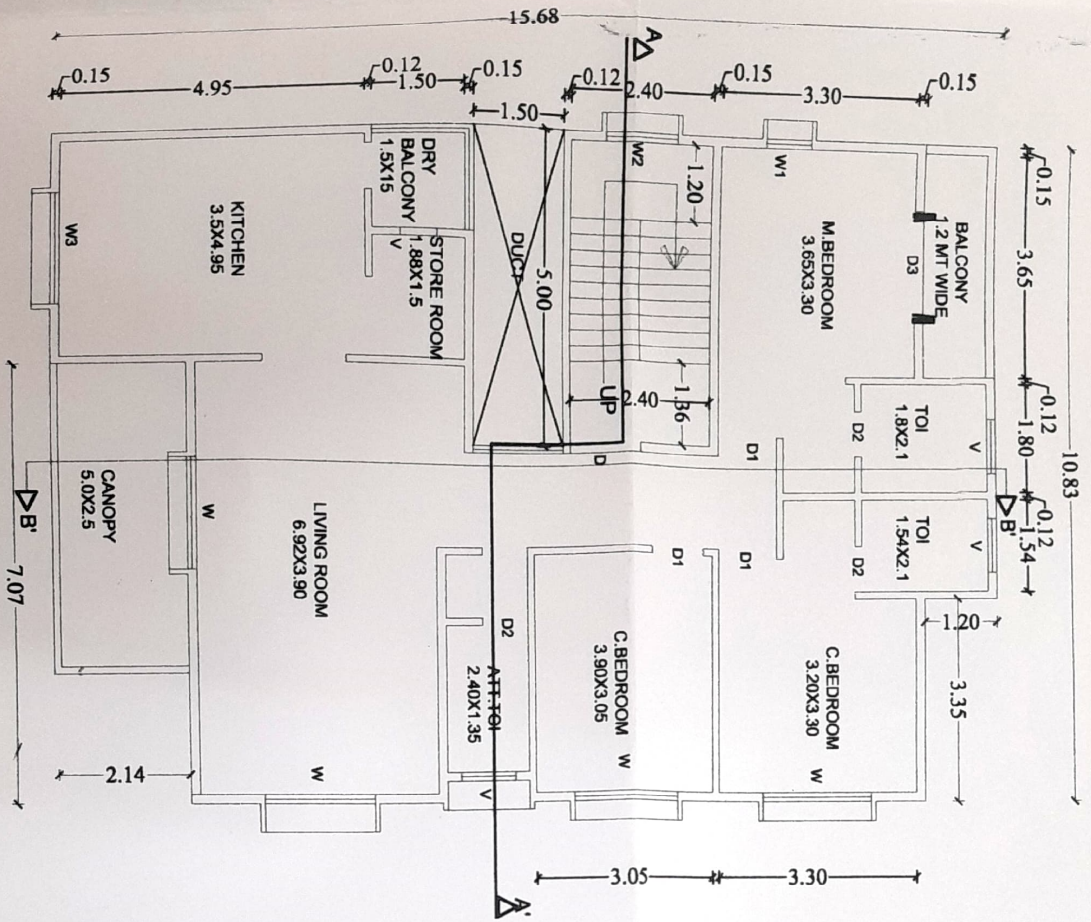 15.68
A
0.15
4.95
0.12
1.50
0.15
1.50
0.12
2.40
0.15
3.30
0.15
DRY
BALCONY
1.5X15
V
STORE ROOM
1.88X1.5
KITCHEN
3.5X4.95
W3
DUCT
5.00
W2
1.20
UP
2.40
1.36
W1
M.BEDROOM
3.65X3.30
D3
BALCONY
1.2 MT WIDE
0.15
3.65
0.12
1.80
0.12
1.54
10.83
TOI
1.8X2.1
V
D2
D1
D
TOI
1.54X2.1
V
D2
D1
D1
B'
1.20
3.35
CANOPY
5.0X2.5
W
B'
7.07
2.14
LIVING ROOM
6.92X3.90
W
D2
ATT.TOI
2.40X1.35
V
C.BEDROOM
3.90X3.05
W
C.BEDROOM
3.20X3.30
W
3.05
3.30
A'